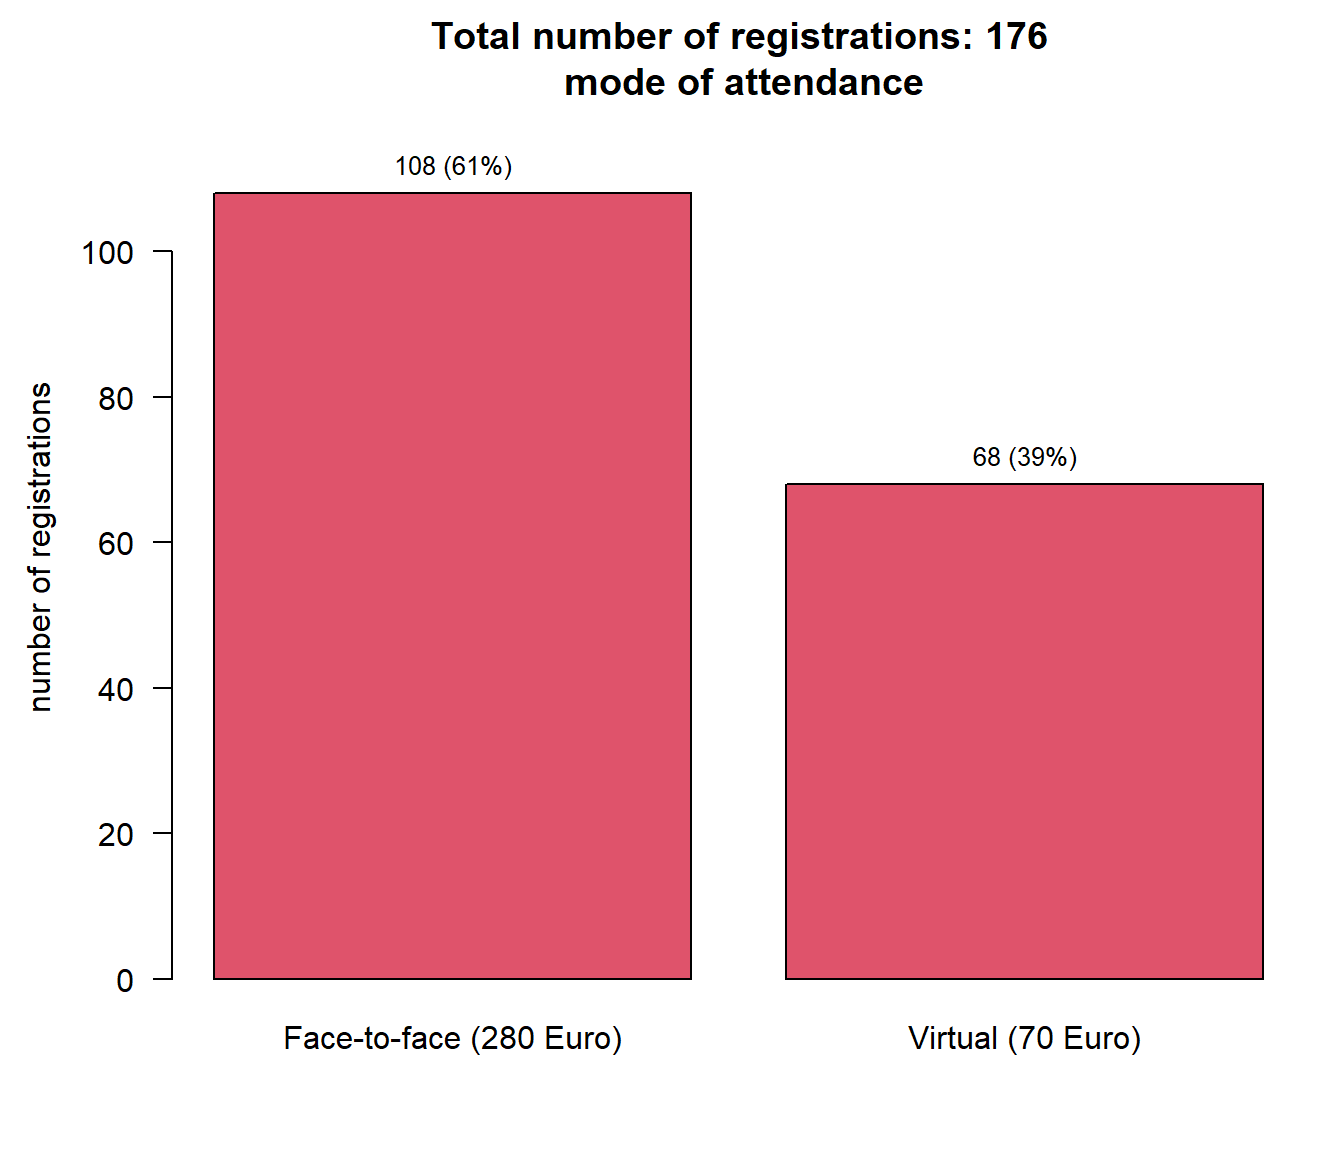 Total number of registrations: 176
mode of attendance
108 (61%)
68 (39%)
number of registrations
100
80
60
40
20
0
Face-to-face (280 Euro)
Virtual (70 Euro)